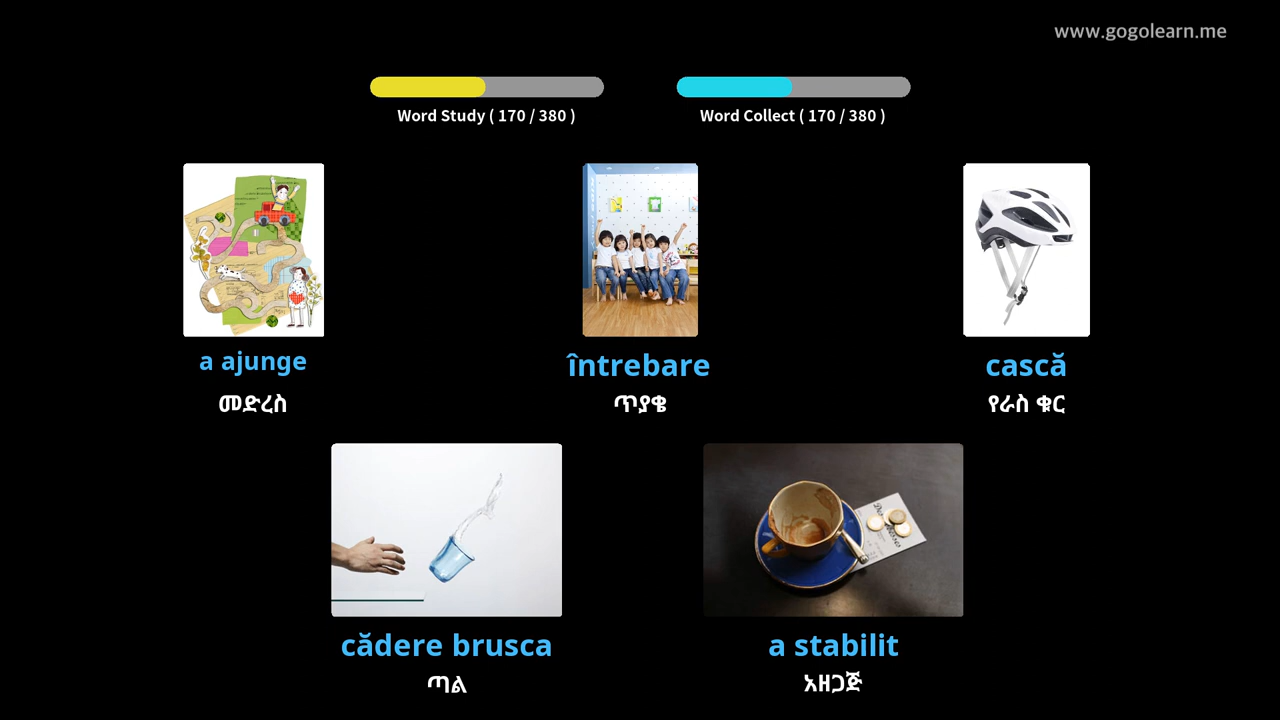 www.gogolearn.me
Word Study ( 170 / 380 )
Word Collect ( 170 / 380 )
a ajunge
መድረስ
întrebare
ጥያቄ
cască
የራስ ቁር
cădere brusca
ጣል
a stabilit
አዘጋጅ